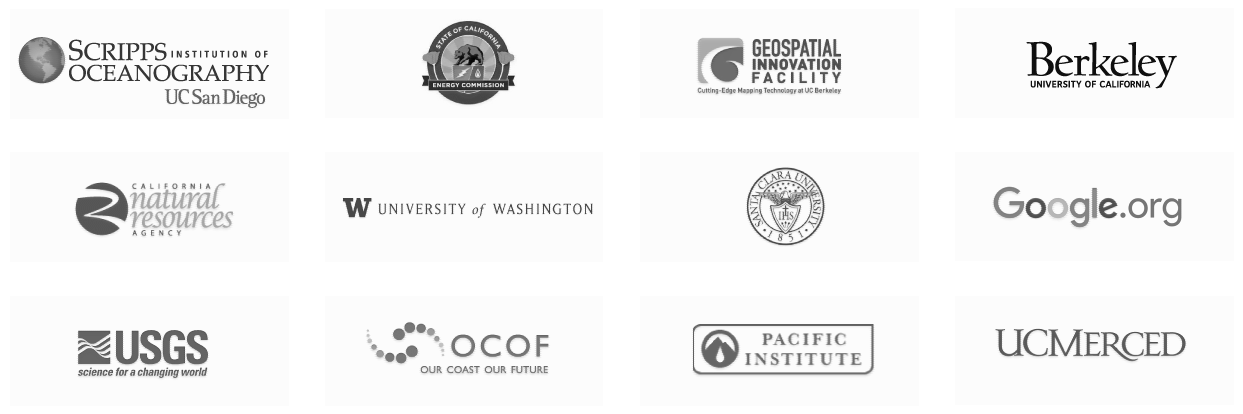 SCRIPPS INSTITUTION OF
OCEANOGRAPHY
UC San Diego
STATE OF CALIFORNIA
ENERGY COMMISSION
GEOSPATIAL
INNOVATION
FACILITY
Cutting-Edge Mapping Technology at UC Berkeley
Berkeley
UNIVERSITY OF CALIFORNIA
CALIFORNIA
natural
resources
AGENCY
W UNIVERSITY of WASHINGTON
SANTA CLARA UNIVERSITY
IHS
1851
Google.org
USGS
science for a changing world
OCOF
OUR COAST OUR FUTURE
PACIFIC
INSTITUTE
UCMERCED